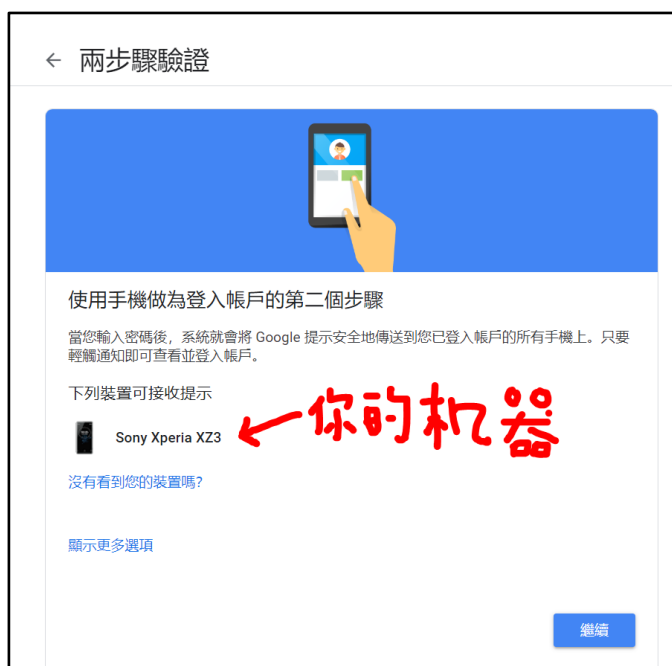 ← 兩步驟驗證
使用手機做為登入帳戶的第二個步驟
當您輸入密碼後，系統就會將 Google 提示安全地傳送到您已登入帳戶的所有手機上。只要
輕觸通知即可查看並登入帳戶。
下列裝置可接收提示
Sony Xperia XZ3 ← 你的机器
沒有看到您的裝置嗎?
顯示更多選項
繼續